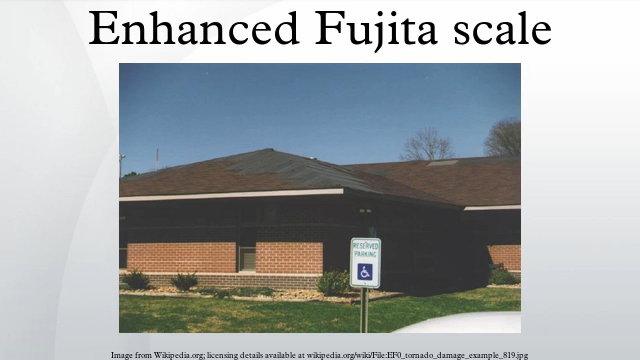 Enhanced Fujita scale
RESERVED
PARKING
Image from Wikipedia.org; licensing details available at wikipedia.org/wiki/File:EF0_tornado_damage_example_819.jpg